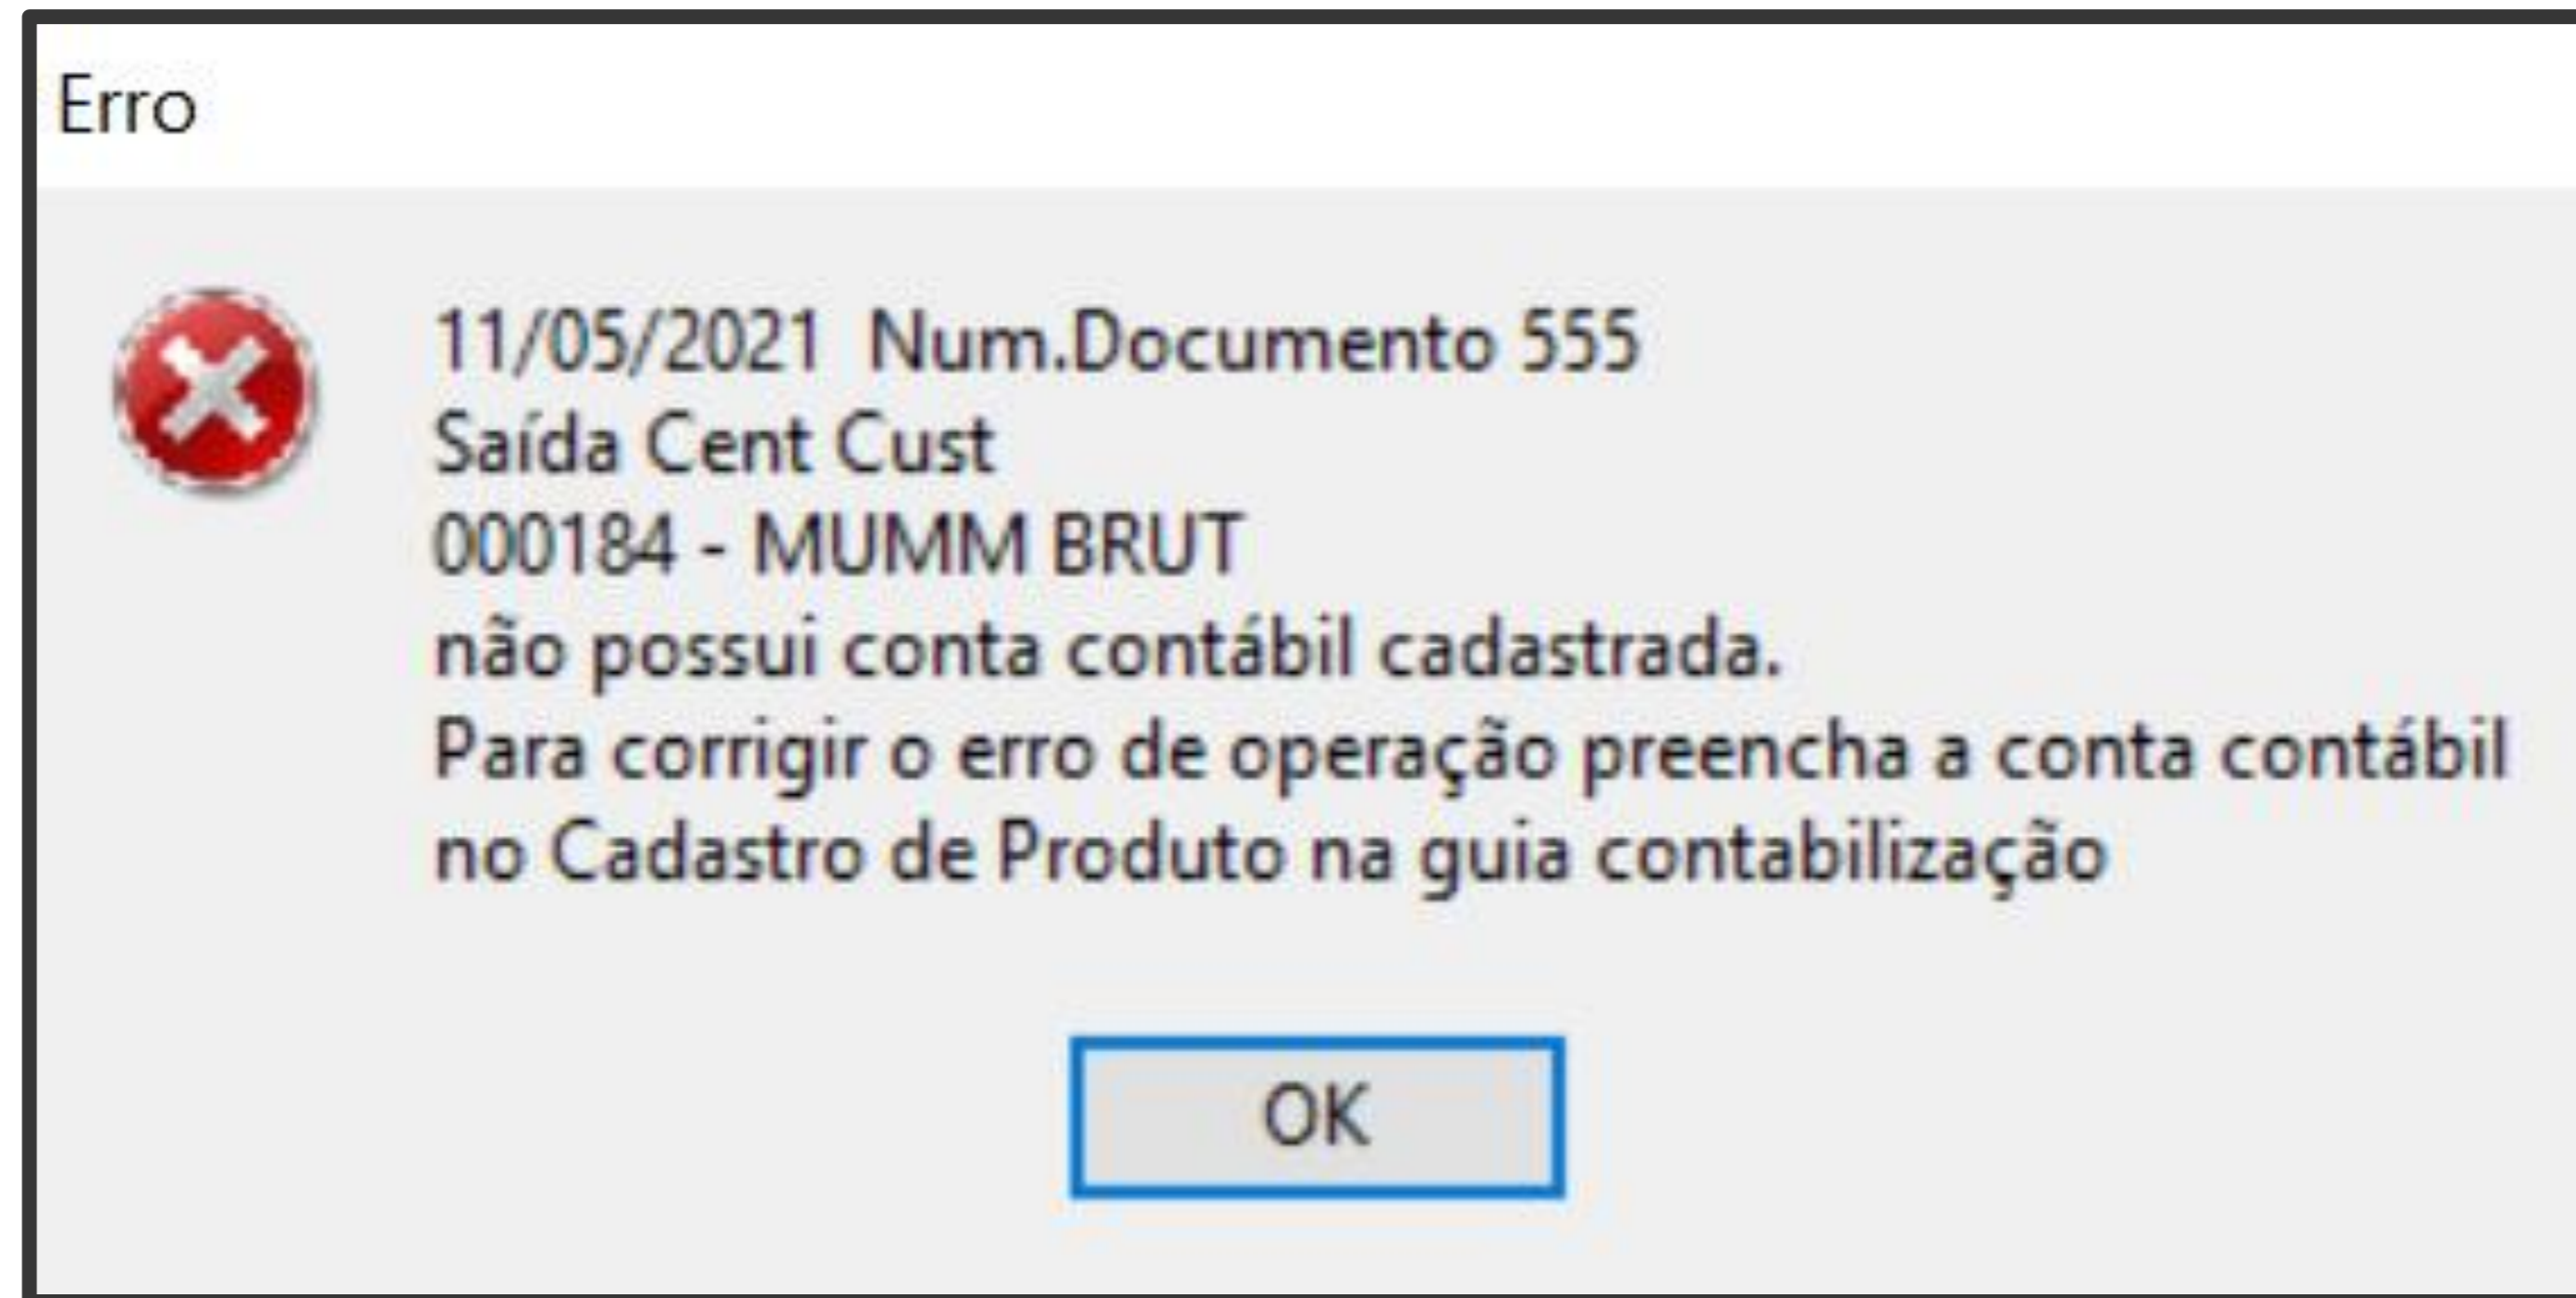 Erro
11/05/2021 Num.Documento 555
Saída Cent Cust
000184 - MUMM BRUT
não possui conta contábil cadastrada.
Para corrigir o erro de operação preencha a conta contábil
no Cadastro de Produto na guia contabilização
OK